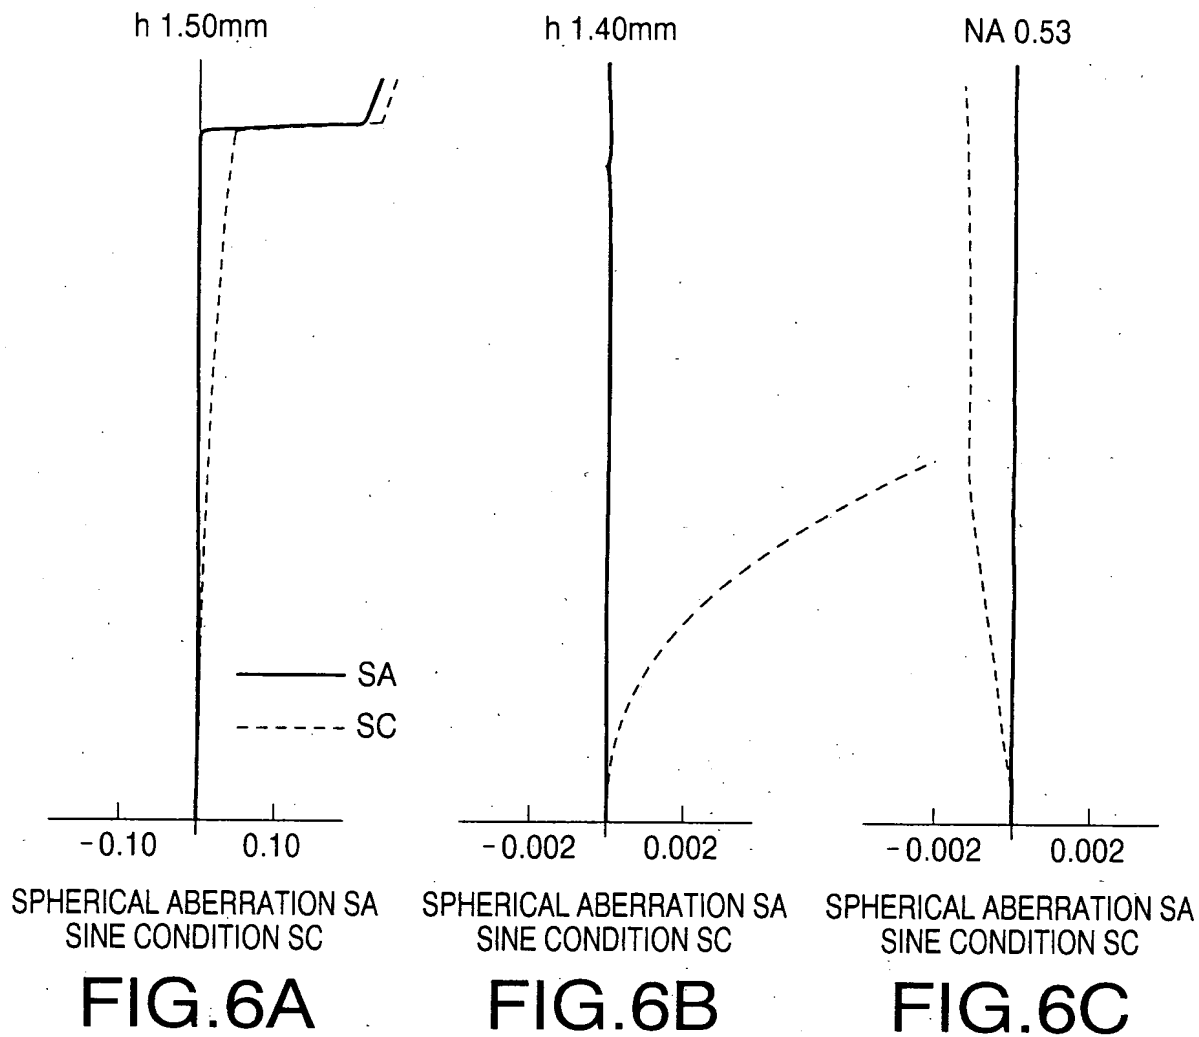 h 1.50mm
h 1.40mm
NA 0.53
SA
SC
-0.10 0.10
-0.002 0.002
-0.002 0.002
SPHERICAL ABERRATION SA
SINE CONDITION SC
SPHERICAL ABERRATION SA
SINE CONDITION SC
SPHERICAL ABERRATION SA
SINE CONDITION SC
FIG.6A
FIG.6B
FIG.6C